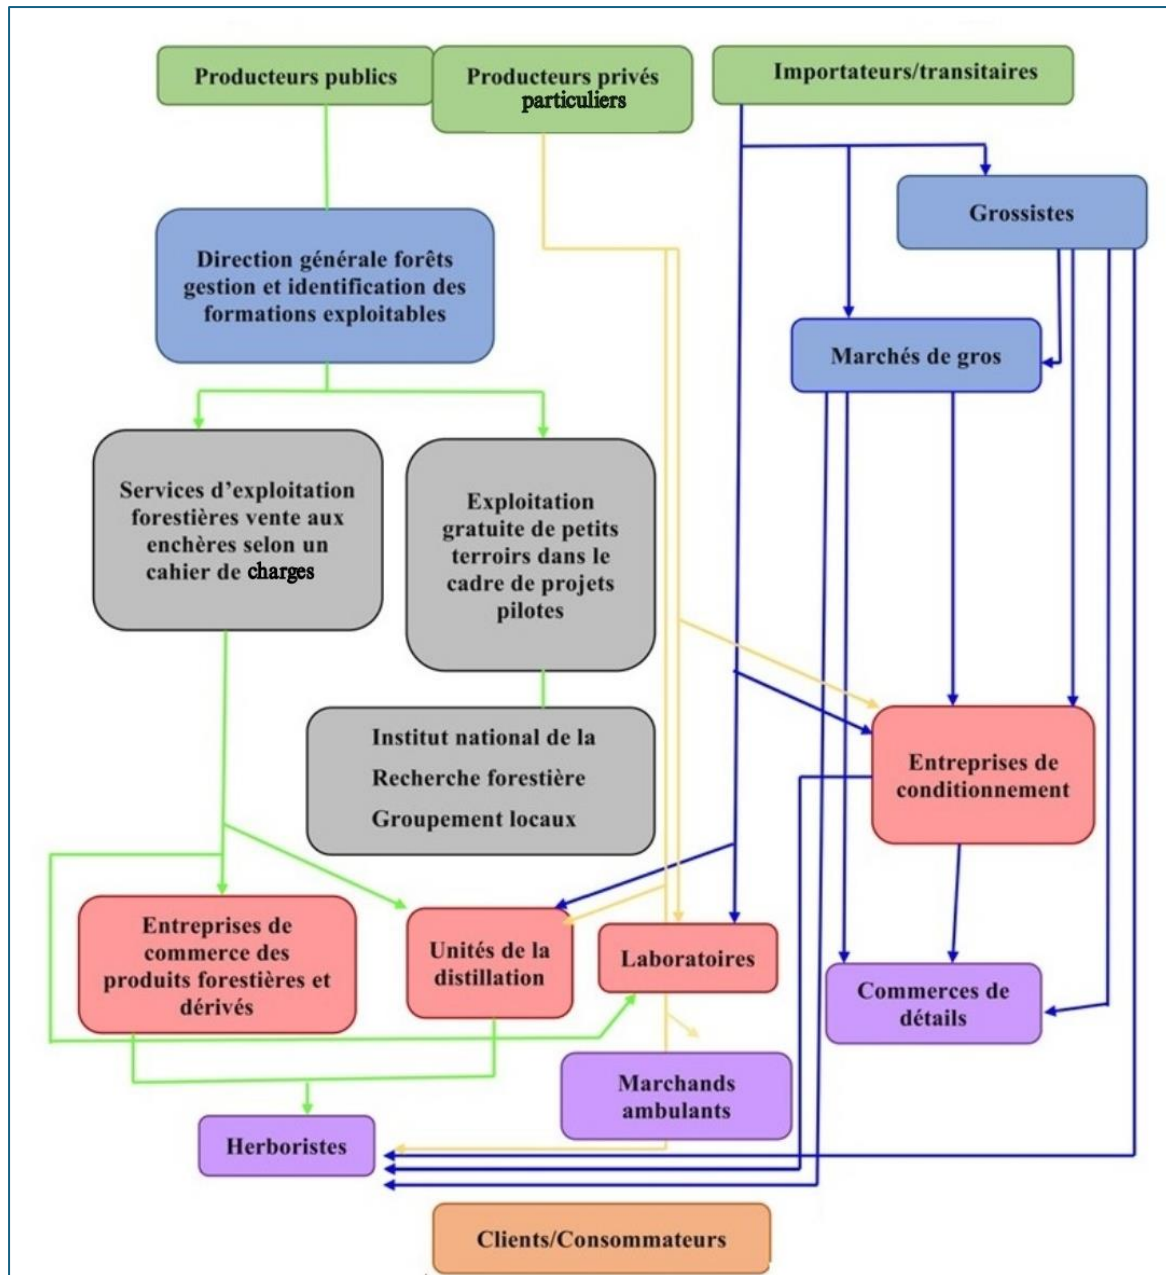 Producteurs publics
Producteurs privés
particuliers
Importateurs/transitaires
Grossistes
Direction générale forêts
gestion et identification des
formations exploitables
Marchés de gros
Services d’exploitation
forestières vente aux
enchères selon un
cahier de charges
Exploitation
gratuite de petits
terroirs dans le
cadre de projets
pilotes
Institut national de la
Recherche forestière
Groupement locaux
Entreprises de
conditionnement
Entreprises de
commerce des
produits forestières et
dérivés
Unités de la
distillation
Laboratoires
Commerces de
détails
Marchands
ambulants
Herboristes
Clients/Consommateurs